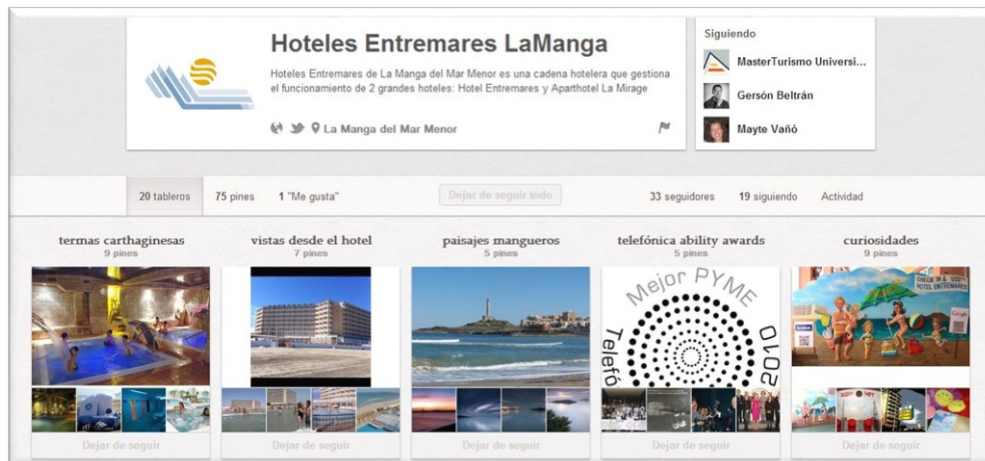 Hoteles Entremares LaManga
Hoteles Entremares de La Manga del Mar Menor es una cadena hotelera que gestiona
el funcionamiento de 2 grandes hoteles: Hotel Entremares y Aparthotel La Mirage
La Manga del Mar Menor
Siguiendo
MasterTurismo Universi...
Gersón Beltrán
Mayte Vañó
20 tableros
75 pines
1 "Me gusta"
Dejar de seguir todo
33 seguidores
19 siguiendo
Actividad
termas carthaginesas
9 pines
vistas desde el hotel
7 pines
paisajes mangueros
5 pines
telefónica ability awards
5 pines
curiosidades
9 pines
Mejor PYME
Telefó
2010
CHECK IN &
HOTEL ENTREMARES
Dejar de seguir
Dejar de seguir
Dejar de seguir
Dejar de seguir
Dejar de seguir